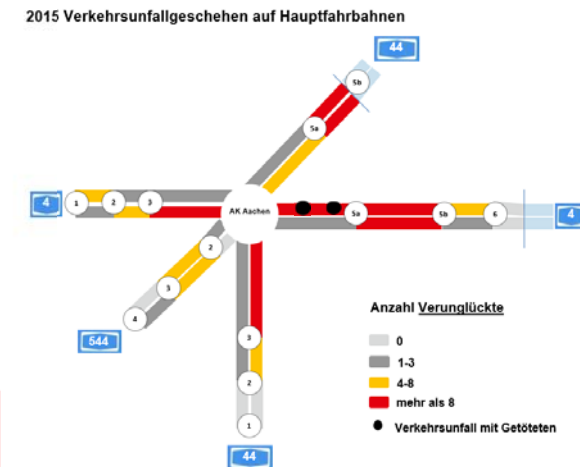 2015 Verkehrsunfallgeschehen auf Hauptfahrbahnen
44
5b
5a
4
1
2
3
AK Aachen
5a
5b
6
4
2
3
4
544
3
2
1
44
Anzahl Verunglückte
0
1-3
4-8
mehr als 8
Verkehrsunfall mit Getöteten